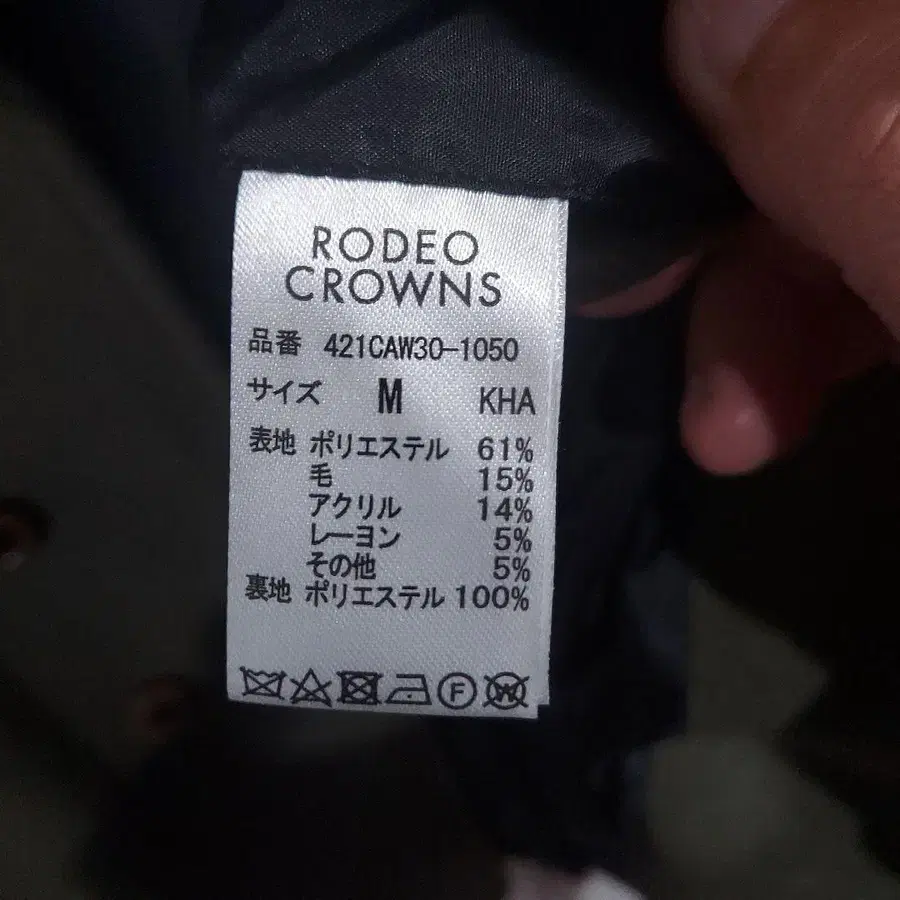 RODEO
CROWNS
品番 421CAW30-1050
サイズ M KHA
表地 ポリエステル 61%
毛 15%
アクリル 14%
レーヨン 5%
その他 5%
裏地 ポリエステル 100%
F W